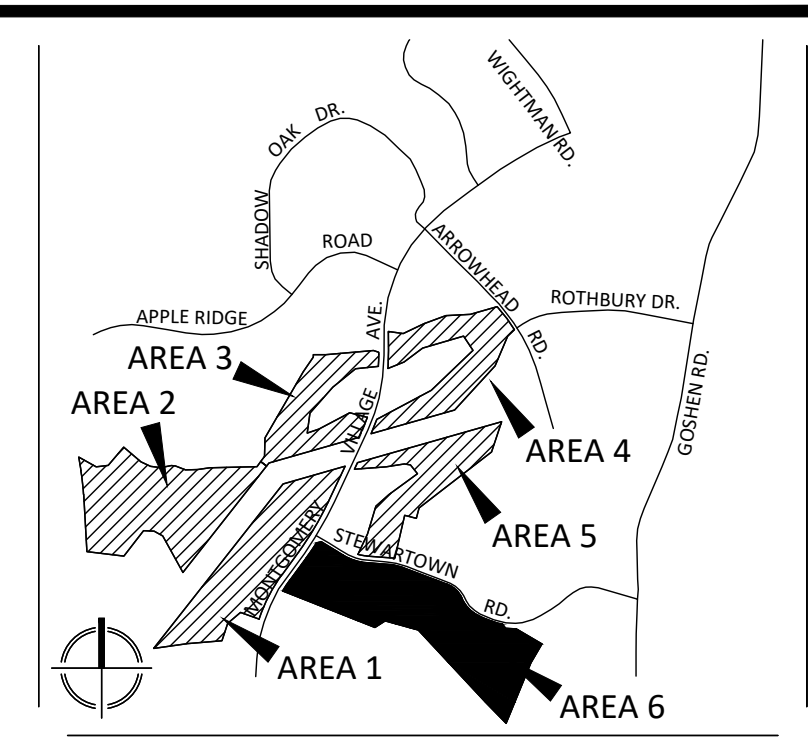 WIGHTMAN RD.
SHADOW OAK DR.
ARROWHEAD RD.
APPLE RIDGE ROAD
ROTHBURY DR.
MONTGOMERY VILLAGE AVE.
GOSHEN RD.
STEWARTOWN RD.
AREA 3
AREA 2
AREA 4
AREA 5
AREA 1
AREA 6